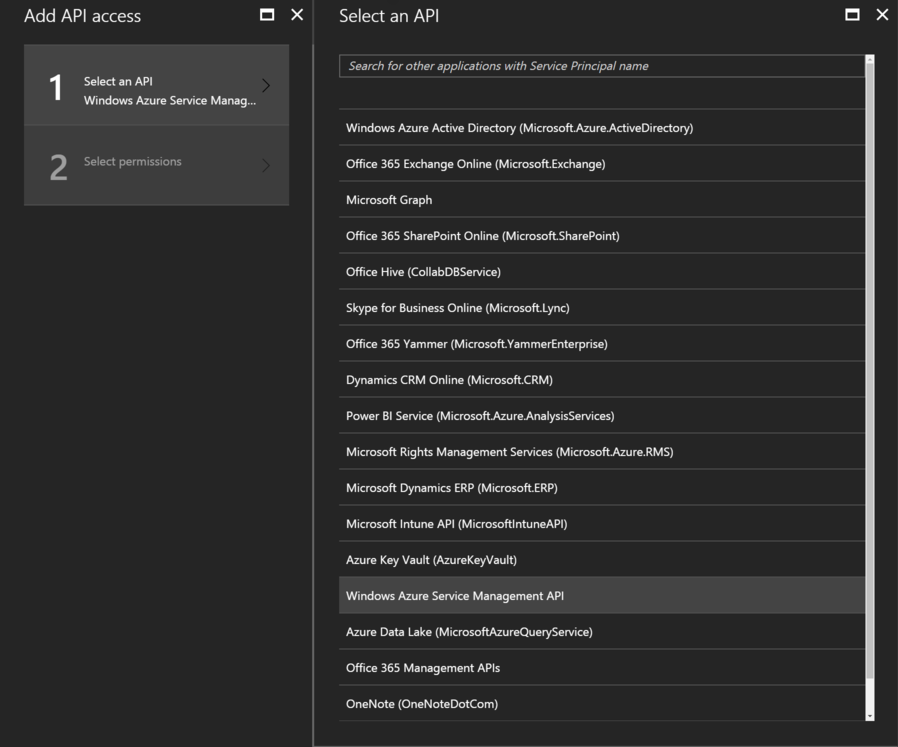 Add API access
1
Select an API
Windows Azure Service Manag...
2
Select permissions
Select an API
Search for other applications with Service Principal name
Windows Azure Active Directory (Microsoft.Azure.ActiveDirectory)
Office 365 Exchange Online (Microsoft.Exchange)
Microsoft Graph
Office 365 SharePoint Online (Microsoft.SharePoint)
Office Hive (CollabDBService)
Skype for Business Online (Microsoft.Lync)
Office 365 Yammer (Microsoft.YammerEnterprise)
Dynamics CRM Online (Microsoft.CRM)
Power BI Service (Microsoft.Azure.AnalysisServices)
Microsoft Rights Management Services (Microsoft.Azure.RMS)
Microsoft Dynamics ERP (Microsoft.ERP)
Microsoft Intune API (MicrosoftIntuneAPI)
Azure Key Vault (AzureKeyVault)
Windows Azure Service Management API
Azure Data Lake (MicrosoftAzureQueryService)
Office 365 Management APIs
OneNote (OneNoteDotCom)